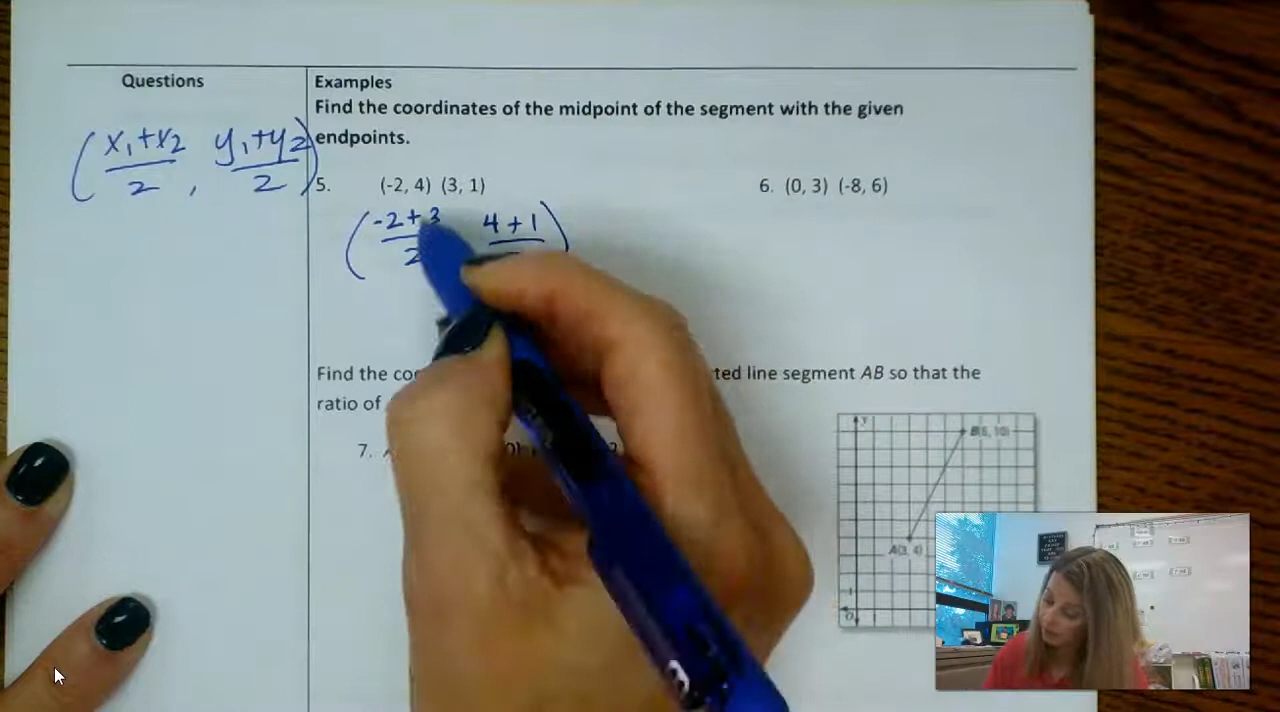 Questions
Examples
Find the coordinates of the midpoint of the segment with the given
endpoints.
(x₁+x₂/2, y₁+y₂/2)
5. (-2, 4) (3, 1)
6. (0, 3) (-8, 6)
(-2+3/2 4+1
Find the
ted line segment AB so that the
ratio of
7.
y
B(6, 10)
A(3, 4)
1
O